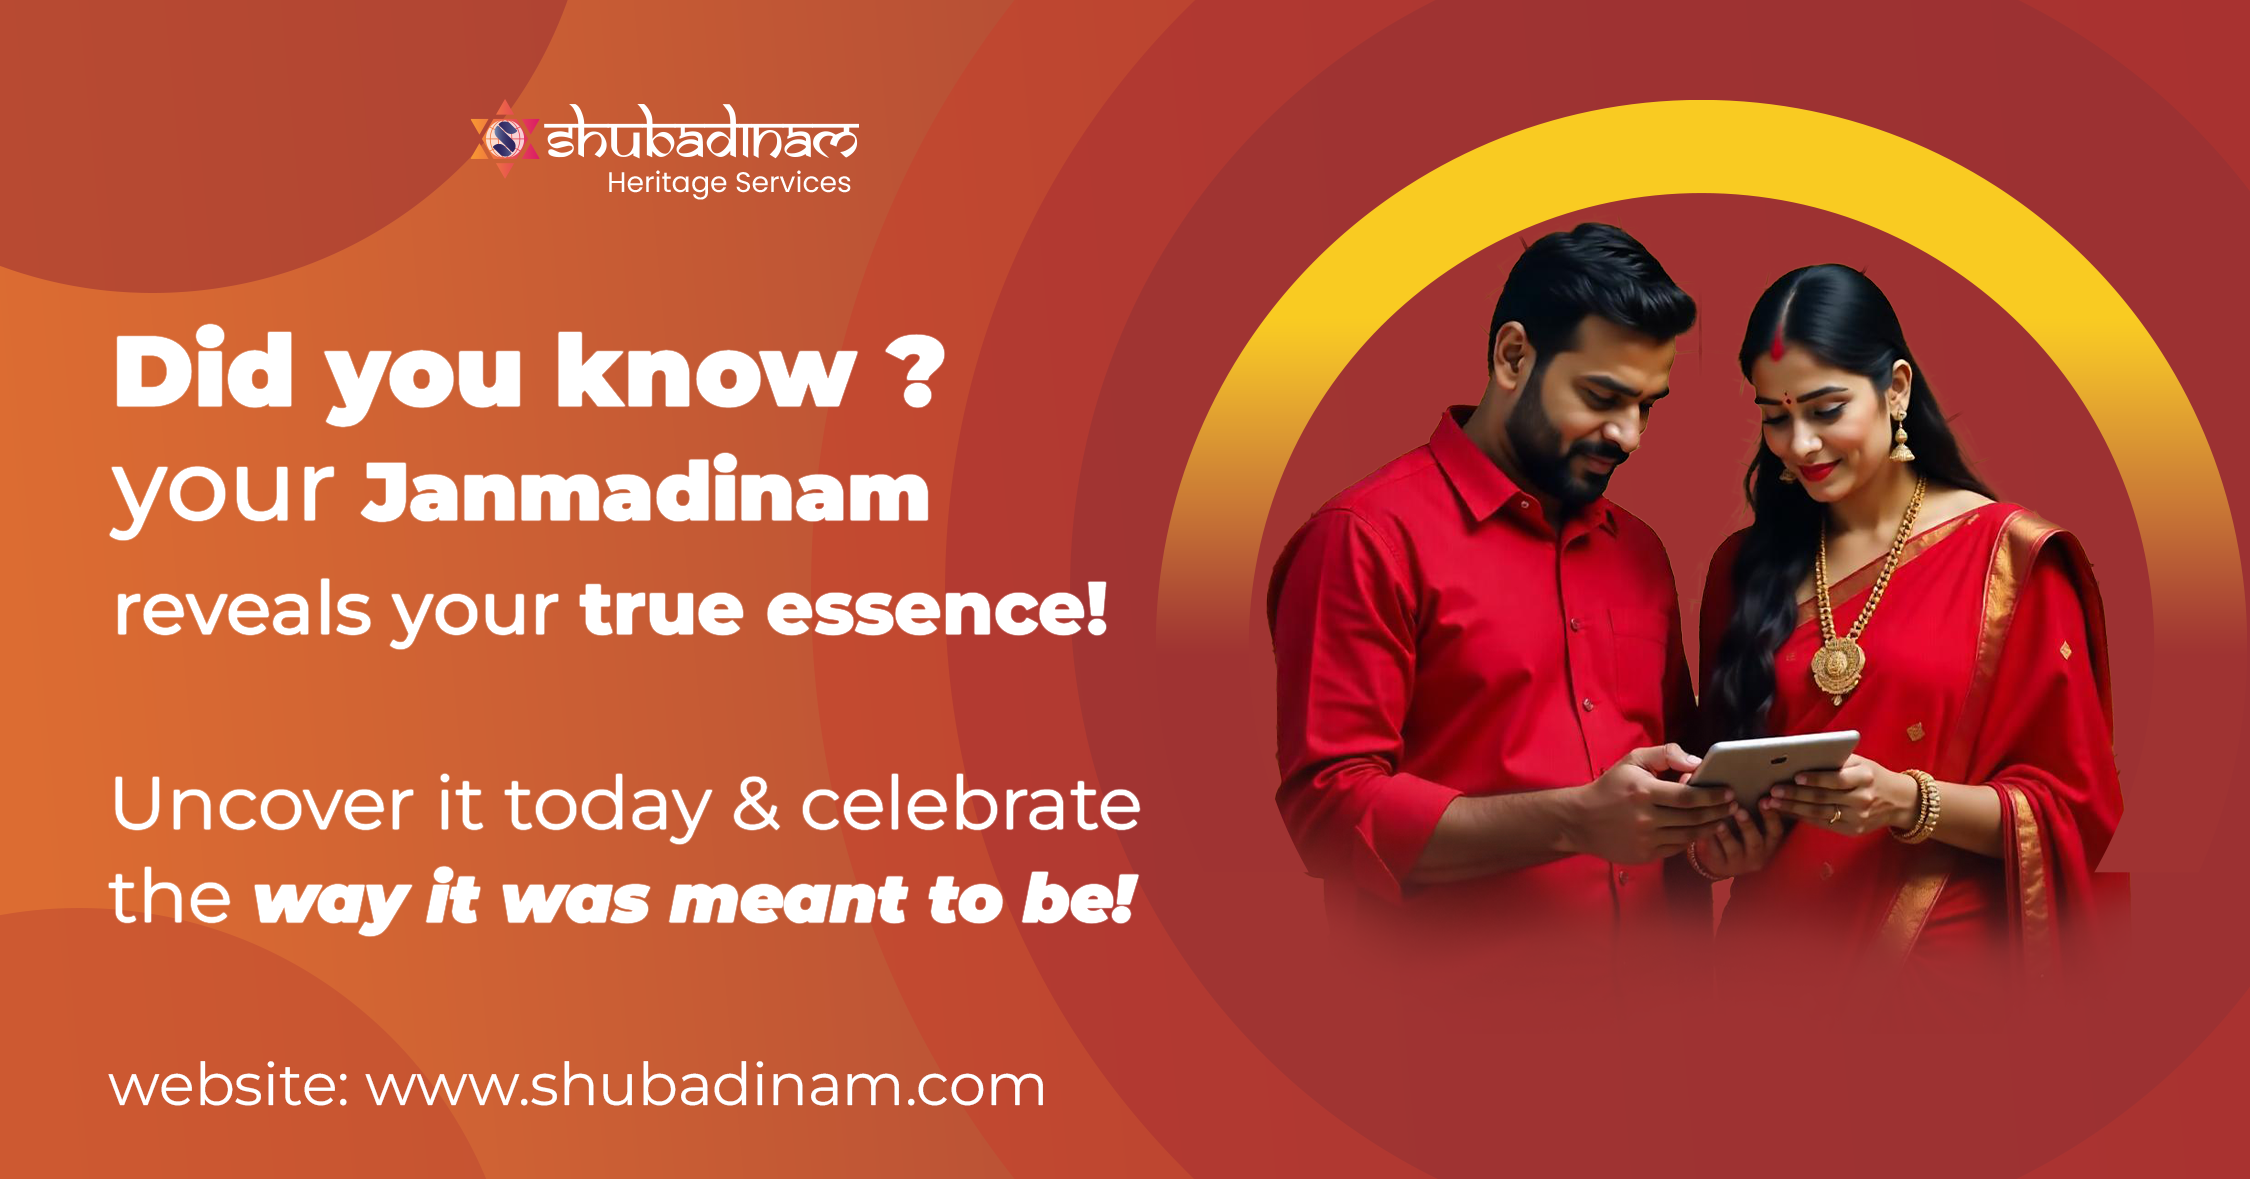 shubadinam
Heritage Services
Did you know ?
your Janmadinam
reveals your true essence!
Uncover it today & celebrate
the way it was meant to be!
website: www.shubadinam.com